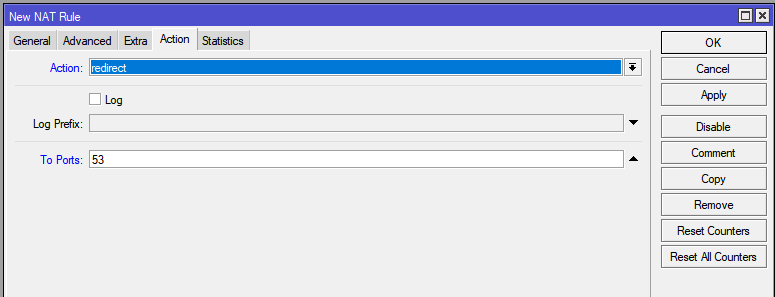 New NAT Rule
General Advanced Extra Action Statistics
Action: redirect
Log
Log Prefix:
To Ports: 53
OK
Cancel
Apply
Disable
Comment
Copy
Remove
Reset Counters
Reset All Counters